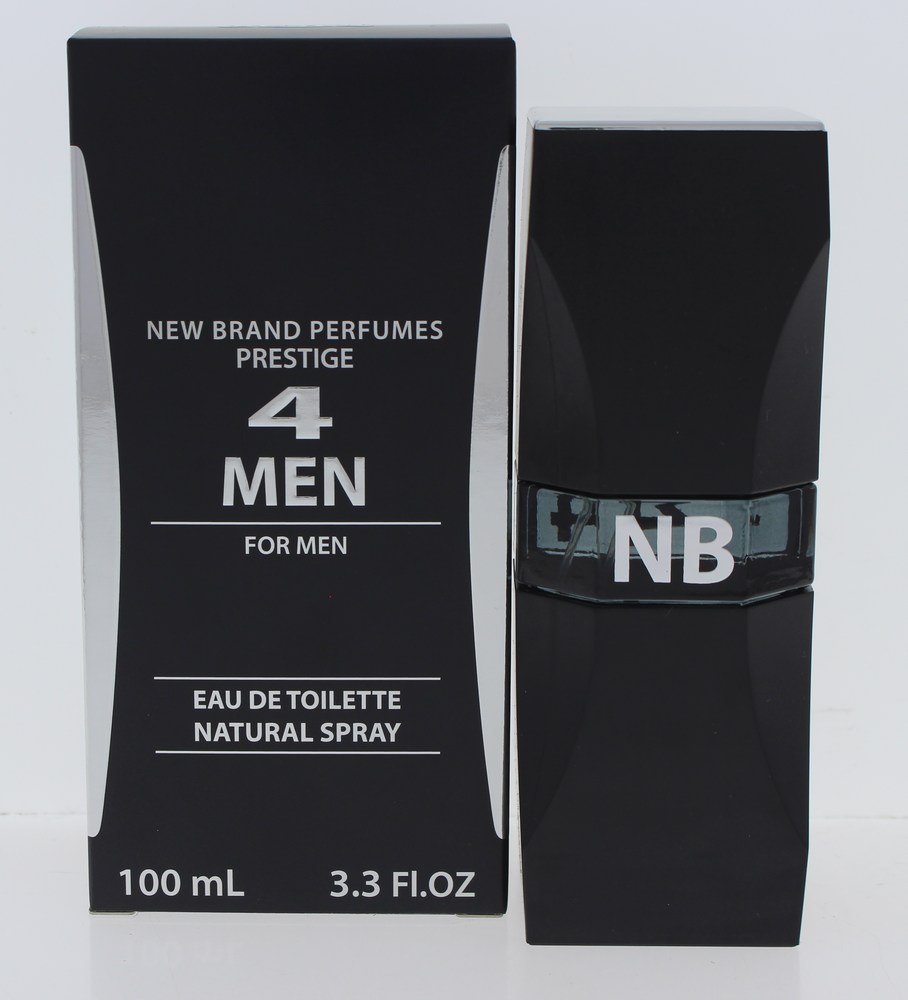 NEW BRAND PERFUMES
PRESTIGE
4
MEN
FOR MEN
EAU DE TOILETTE
NATURAL SPRAY
100 mL 3.3 Fl.OZ
NB